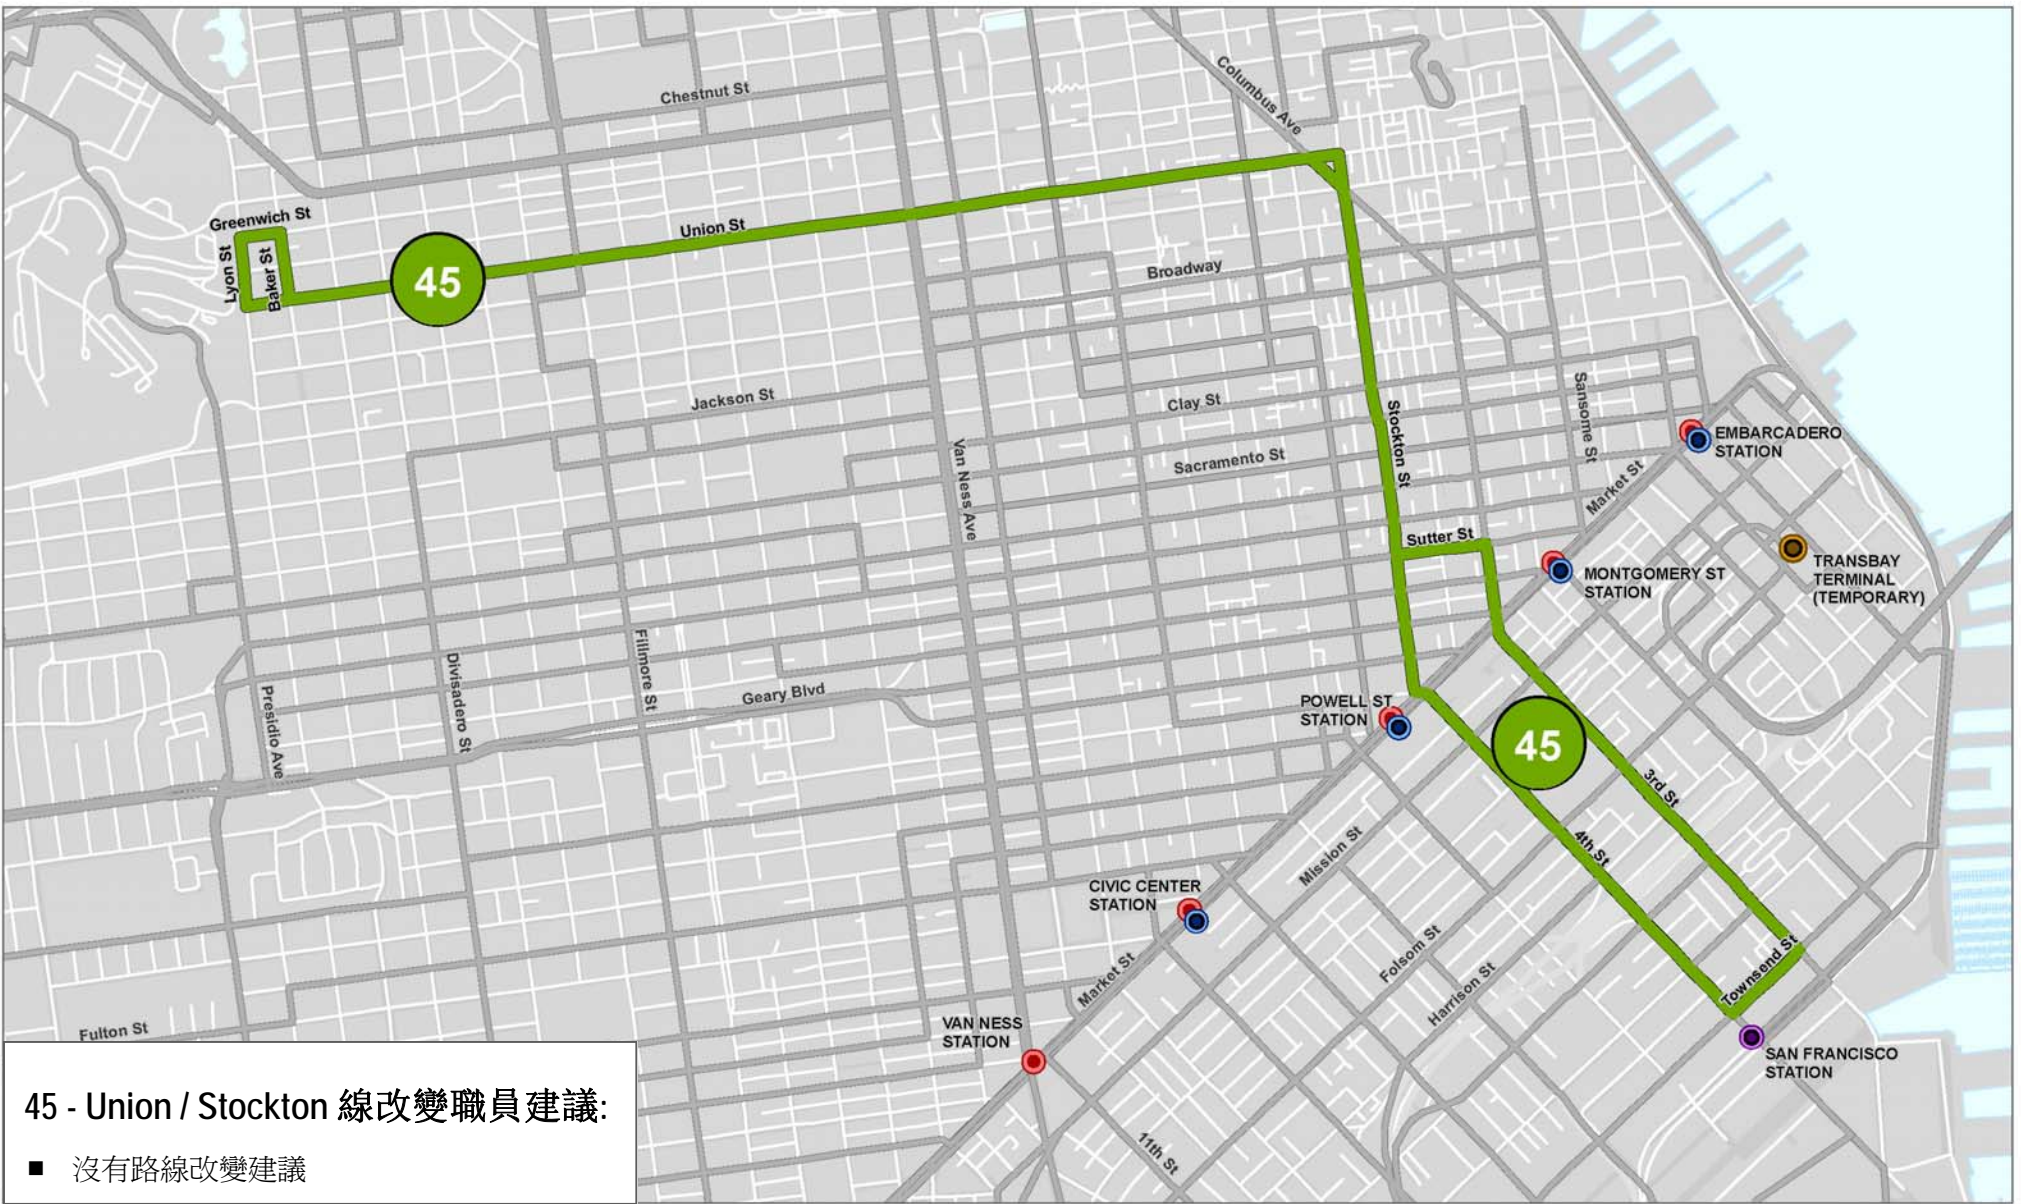 Chestnut St
Columbus Ave
Greenwich St
Lyon St
Baker St
45
Union St
Broadway
Jackson St
Clay St
Stockton St
Sansome St
Van Ness Ave
Sacramento St
EMBARCADERO
STATION
Market St
Sutter St
MONTGOMERY ST
STATION
TRANSBAY
TERMINAL
(TEMPORARY)
Presidio Ave
Divisadero St
Fillmore St
Geary Blvd
POWELL ST
STATION
45
3rd St
4th St
Mission St
CIVIC CENTER
STATION
Market St
Folsom St
Harrison St
Townsend St
Fulton St
VAN NESS
STATION
SAN FRANCISCO
STATION
11th St
45 - Union / Stockton 線改變職員建議:
■ 沒有路線改變建議